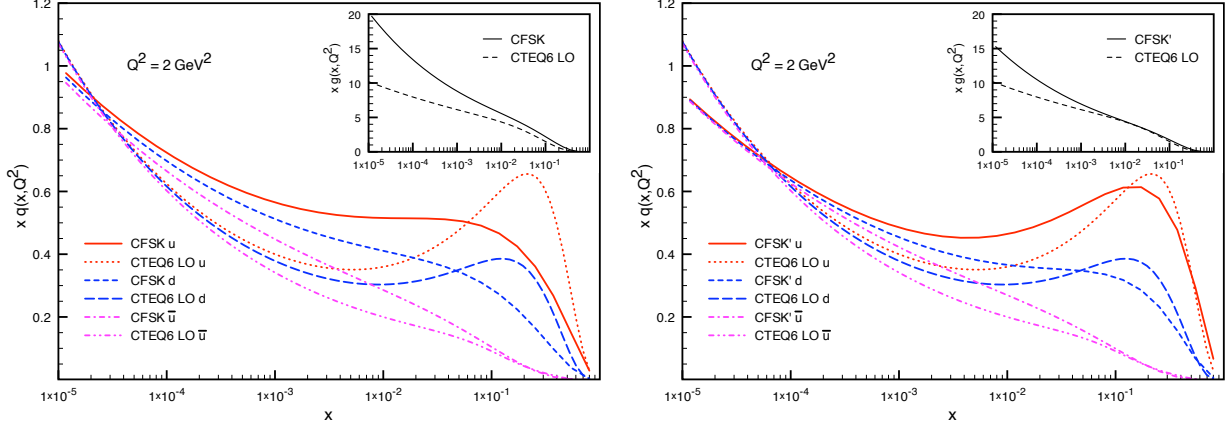 1.2
1
0.8
0.6
0.4
0.2
x q(x,Q²)
Q² = 2 GeV²
20
15
10
5
0
x g(x,Q²)
CFSK
CTEQ6 LO
1×10⁻⁵ 1×10⁻⁴ 1×10⁻³ 1×10⁻² 1×10⁻¹
CFSK u
CTEQ6 LO u
CFSK d
CTEQ6 LO d
CFSK u̅
CTEQ6 LO u̅
1×10⁻⁵ 1×10⁻⁴ 1×10⁻³ 1×10⁻² 1×10⁻¹
x
1.2
1
0.8
0.6
0.4
0.2
x q(x,Q²)
Q² = 2 GeV²
20
15
10
5
0
x g(x,Q²)
CFSK'
CTEQ6 LO
1×10⁻⁵ 1×10⁻⁴ 1×10⁻³ 1×10⁻² 1×10⁻¹
CFSK' u
CTEQ6 LO u
CFSK' d
CTEQ6 LO d
CFSK' u̅
CTEQ6 LO u̅
1×10⁻⁵ 1×10⁻⁴ 1×10⁻³ 1×10⁻² 1×10⁻¹
x